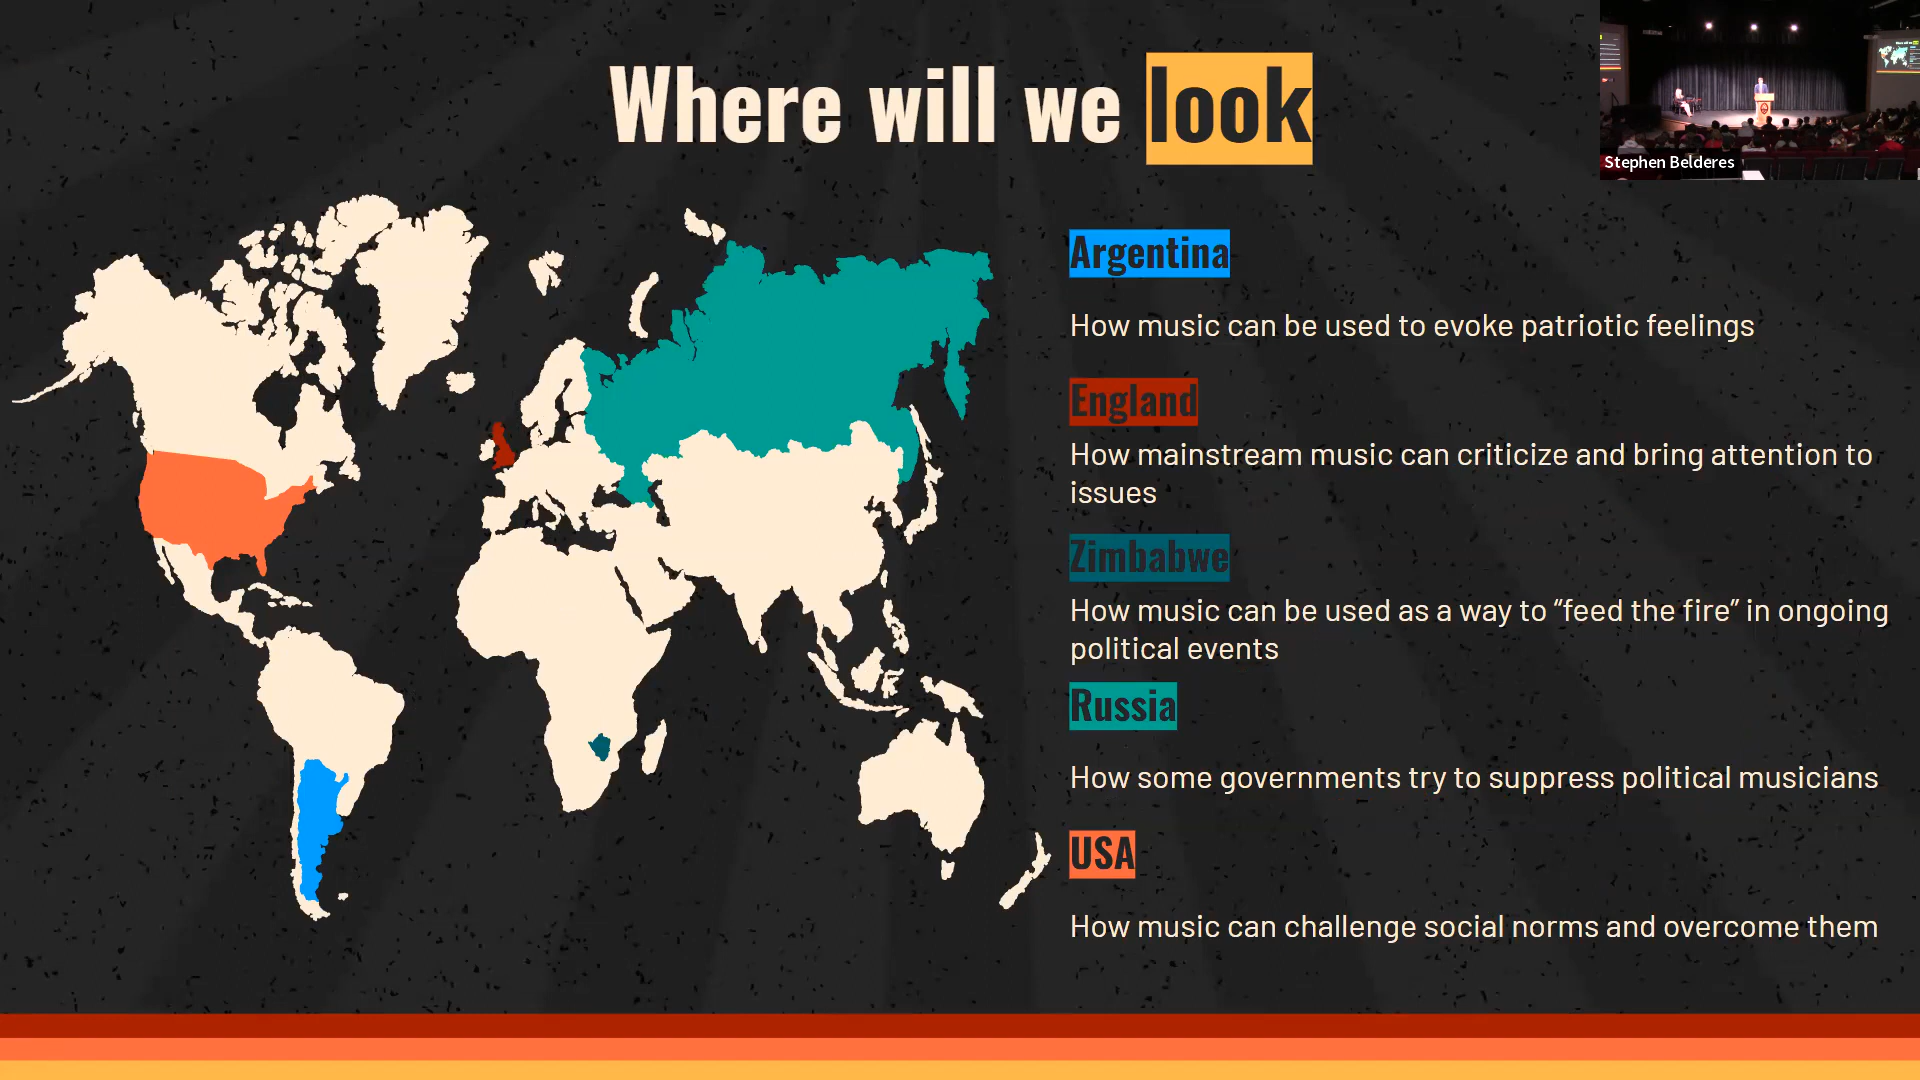 Where will we look
Stephen Belderes
Argentina
How music can be used to evoke patriotic feelings
England
How mainstream music can criticize and bring attention to
issues
Zimbabwe
How music can be used as a way to “feed the fire” in ongoing
political events
Russia
How some governments try to suppress political musicians
USA
How music can challenge social norms and overcome them